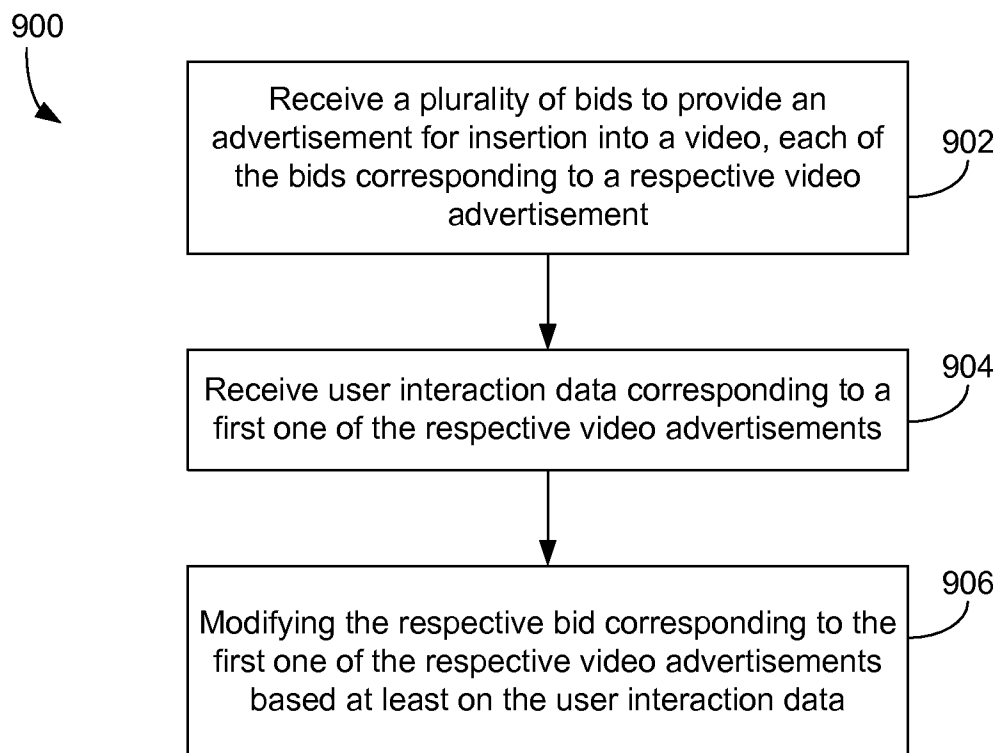 900
Receive a plurality of bids to provide an
advertisement for insertion into a video, each of
the bids corresponding to a respective video
advertisement
902
Receive user interaction data corresponding to a
first one of the respective video advertisements
904
Modifying the respective bid corresponding to the
first one of the respective video advertisements
based at least on the user interaction data
906